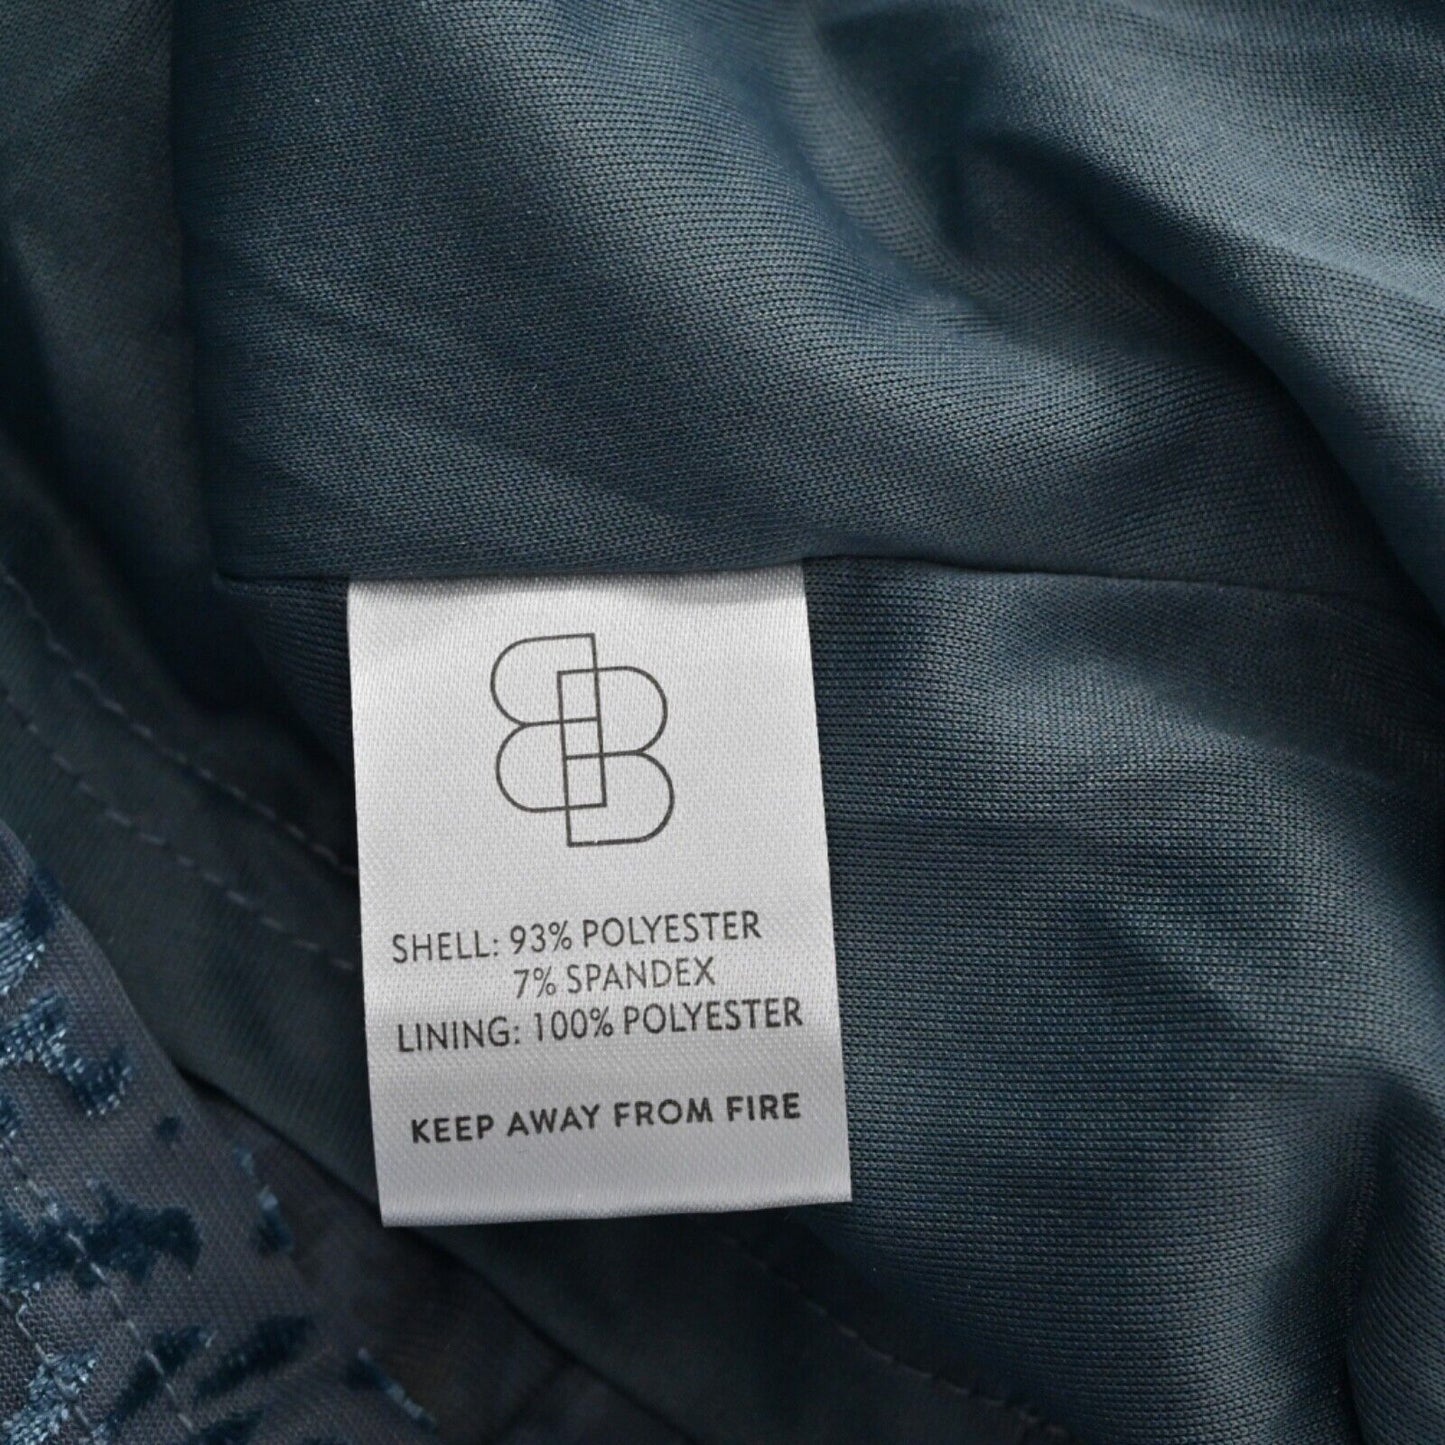 SHELL: 93% POLYESTER
7% SPANDEX
LINING: 100% POLYESTER
KEEP AWAY FROM FIRE